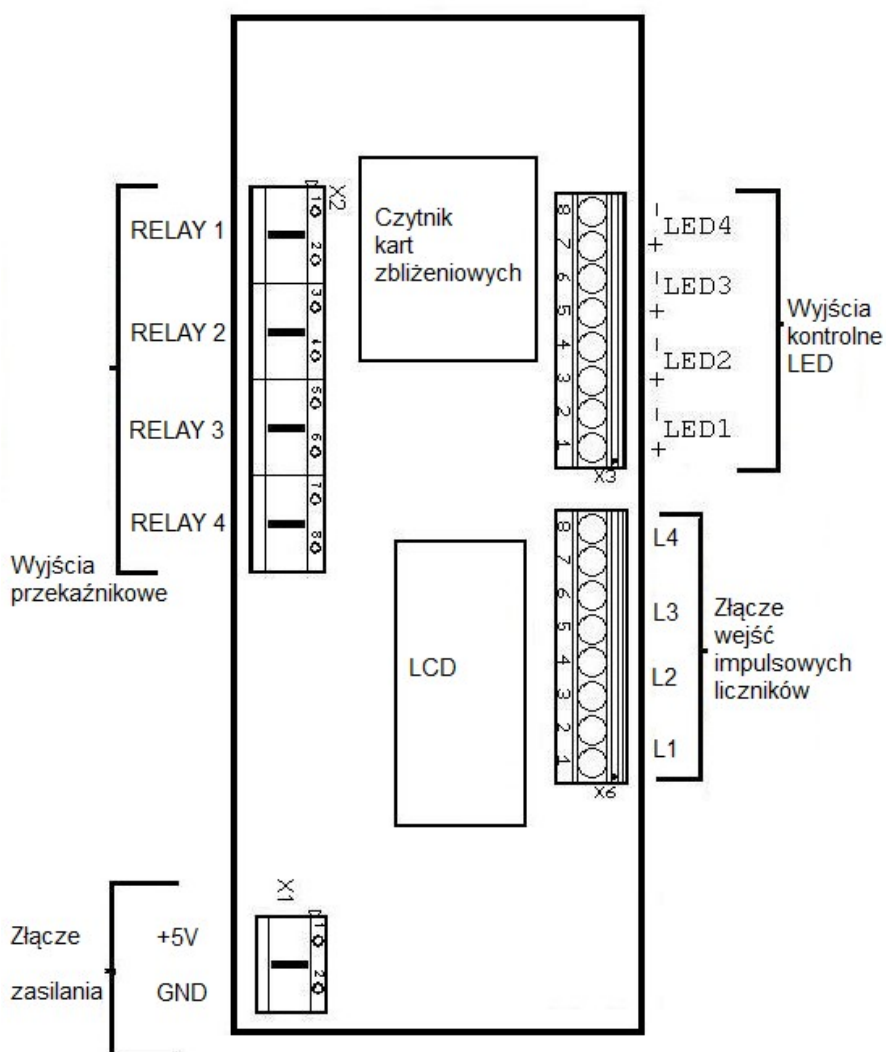 RELAY 1
RELAY 2
RELAY 3
RELAY 4
Wyjścia
przekaźnikowe
X2
1
2
3
4
5
6
7
8
Czytnik
kart
zbliżeniowych
8
7
6
5
4
3
2
1
X3
-
+LED4
-
+LED3
-
+LED2
-
+LED1
Wyjścia
kontrolne
LED
LCD
8
7
6
5
4
3
2
1
X6
L4
L3
L2
L1
Złącze
wejść
impulsowych
liczników
Złącze
zasilania
+5V
GND
X1
1
2